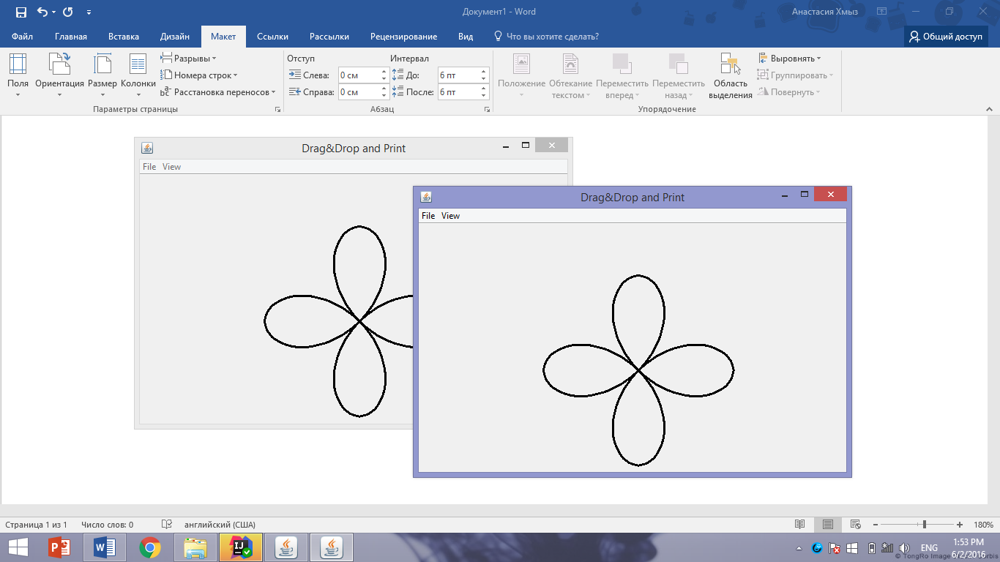 Документ1 - Word
Анастасия Хмыз
Файл Главная Вставка Дизайн Макет Ссылки Рассылки Рецензирование Вид Что вы хотите сделать? Общий доступ
Поля
Ориентация
Размер
Колонки
Разрывы
Номера строк
Расстановка переносов
Параметры страницы
Отступ
Слева: 0 см
Справа: 0 см
Интервал
До: 6 пт
После: 6 пт
Абзац
Положение
Обтекание
текстом
Переместить
вперед
Переместить
назад
Область
выделения
Выровнять
Группировать
Повернуть
Упорядочение
Drag&Drop and Print
File View
Drag&Drop and Print
File View
Страница 1 из 1 Число слов: 0 английский (США) 180%
ENG
1:53 PM
6/2/2016
© TongRo Image